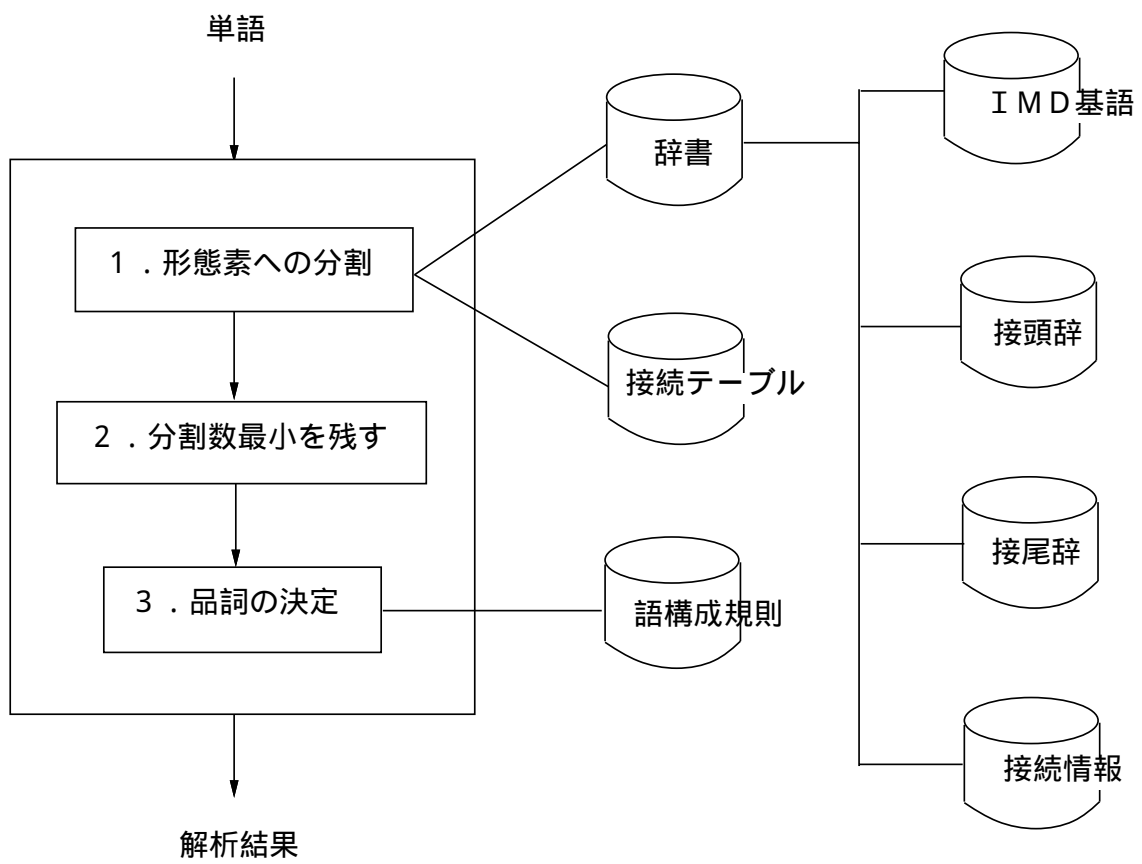 単語
1．形態素への分割
2．分割数最小を残す
3．品詞の決定
解析結果
辞書
接続テーブル
語構成規則
ＩＭＤ基語
接頭辞
接尾辞
接続情報